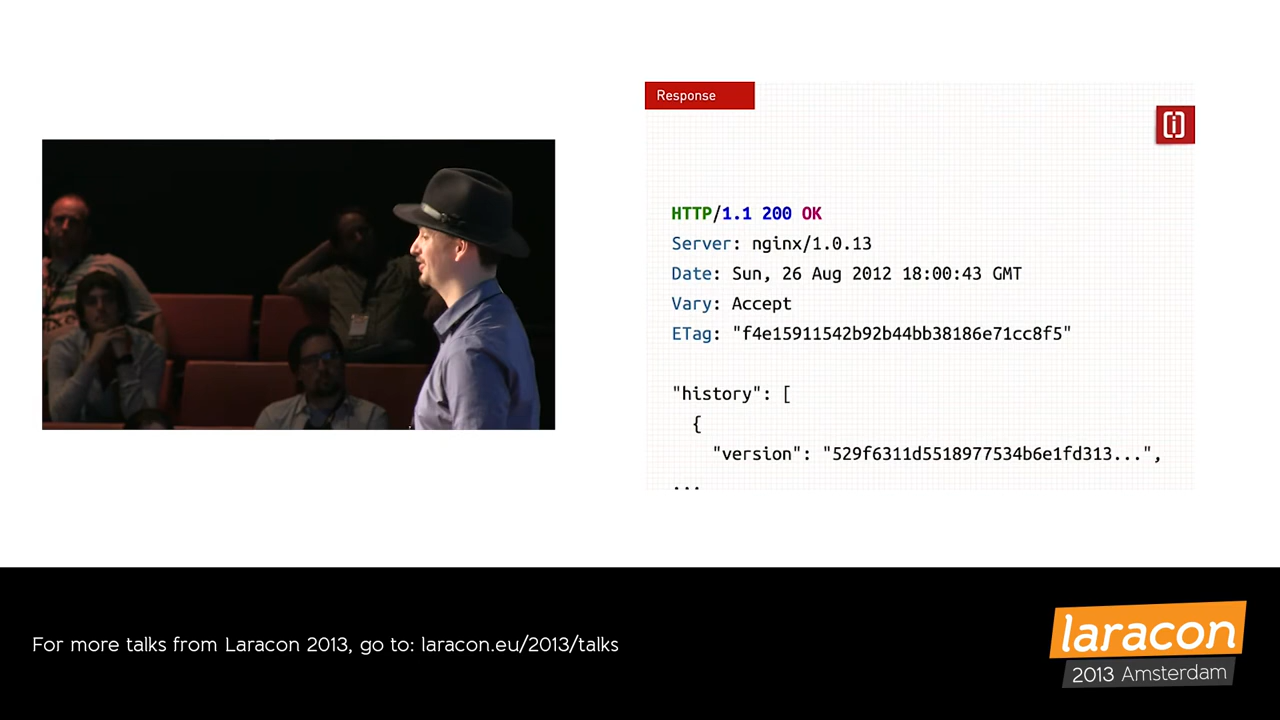 Response
[i]
HTTP/1.1 200 OK
Server: nginx/1.0.13
Date: Sun, 26 Aug 2012 18:00:43 GMT
Vary: Accept
ETag: "f4e15911542b92b44bb38186e71cc8f5"
"history": [
{
"version": "529f6311d5518977534b6e1fd313...",
...
For more talks from Laracon 2013, go to: laracon.eu/2013/talks
laracon
2013 Amsterdam